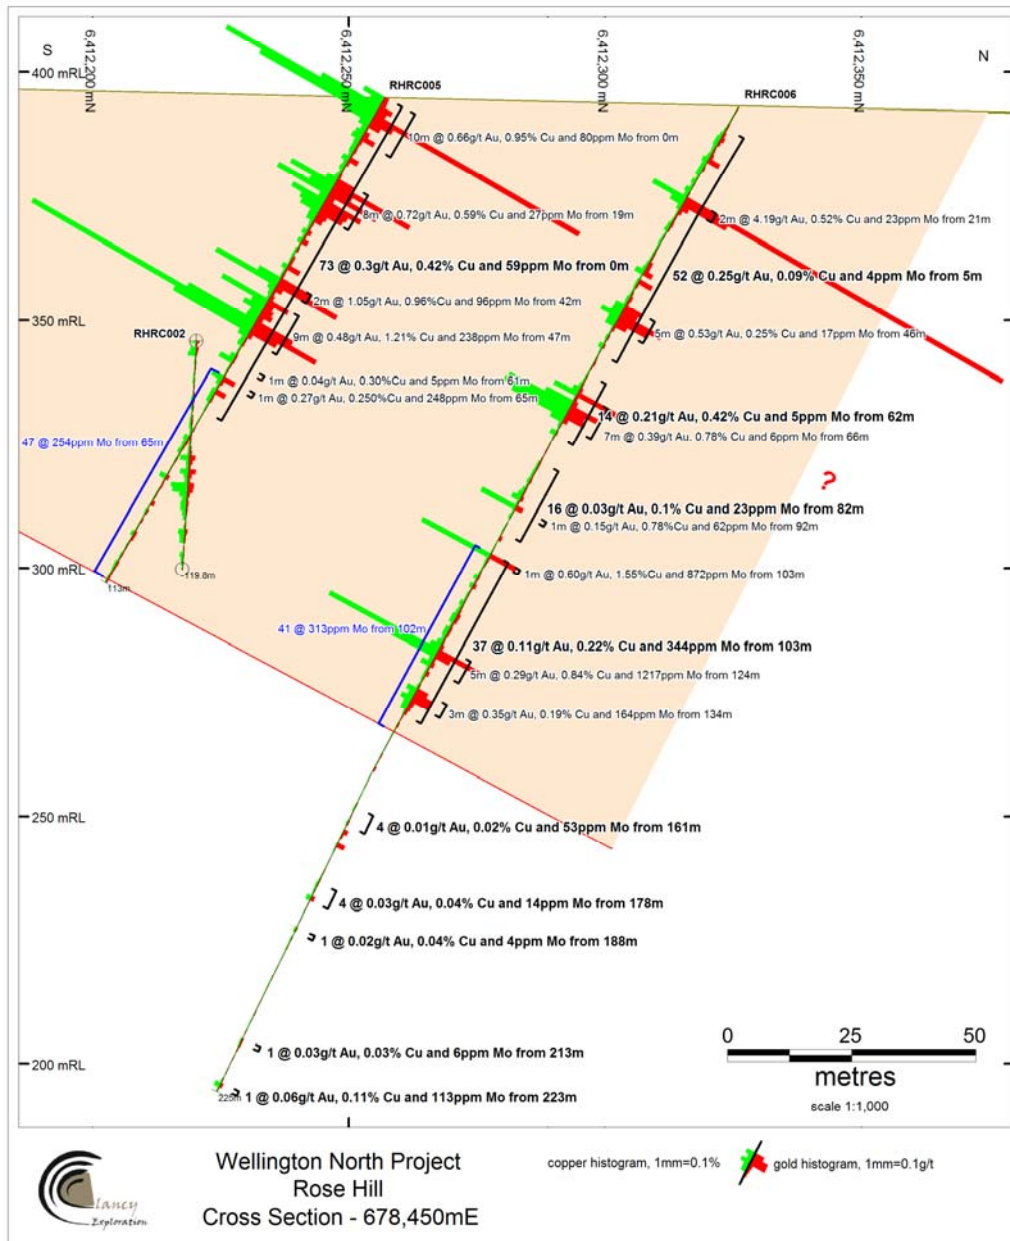 S
6,412,200 mN
6,412,250 mN
6,412,300 mN
6,412,350 mN
N
400 mRL
RHRC005
RHRC006
10m @ 0.66g/t Au, 0.95% Cu and 80ppm Mo from 0m
8m @ 0.72g/t Au, 0.59% Cu and 27ppm Mo from 19m
2m @ 4.19g/t Au, 0.52% Cu and 23ppm Mo from 21m
73 @ 0.3g/t Au, 0.42% Cu and 59ppm Mo from 0m
52 @ 0.25g/t Au, 0.09% Cu and 4ppm Mo from 5m
2m @ 1.05g/t Au, 0.96%Cu and 96ppm Mo from 42m
350 mRL
RHRC002
9m @ 0.48g/t Au, 1.21% Cu and 238ppm Mo from 47m
5m @ 0.53g/t Au, 0.25% Cu and 17ppm Mo from 46m
1m @ 0.04g/t Au, 0.30%Cu and 5ppm Mo from 61m
1m @ 0.27g/t Au, 0.250%Cu and 248ppm Mo from 65m
14 @ 0.21g/t Au, 0.42% Cu and 5ppm Mo from 62m
7m @ 0.39g/t Au. 0.78% Cu and 6ppm Mo from 66m
47 @ 254ppm Mo from 65m
?
16 @ 0.03g/t Au, 0.1% Cu and 23ppm Mo from 82m
1m @ 0.15g/t Au, 0.78%Cu and 62ppm Mo from 92m
300 mRL
113m
119.8m
1m @ 0.60g/t Au, 1.55%Cu and 872ppm Mo from 103m
41 @ 313ppm Mo from 102m
37 @ 0.11g/t Au, 0.22% Cu and 344ppm Mo from 103m
5m @ 0.29g/t Au, 0.84% Cu and 1217ppm Mo from 124m
3m @ 0.35g/t Au, 0.19% Cu and 164ppm Mo from 134m
250 mRL
4 @ 0.01g/t Au, 0.02% Cu and 53ppm Mo from 161m
4 @ 0.03g/t Au, 0.04% Cu and 14ppm Mo from 178m
1 @ 0.02g/t Au, 0.04% Cu and 4ppm Mo from 188m
1 @ 0.03g/t Au, 0.03% Cu and 6ppm Mo from 213m
200 mRL
225m
1 @ 0.06g/t Au, 0.11% Cu and 113ppm Mo from 223m
0 25 50
metres
scale 1:1,000
Clancy
Exploration
Wellington North Project
Rose Hill
Cross Section - 678,450mE
copper histogram, 1mm=0.1%
gold histogram, 1mm=0.1g/t